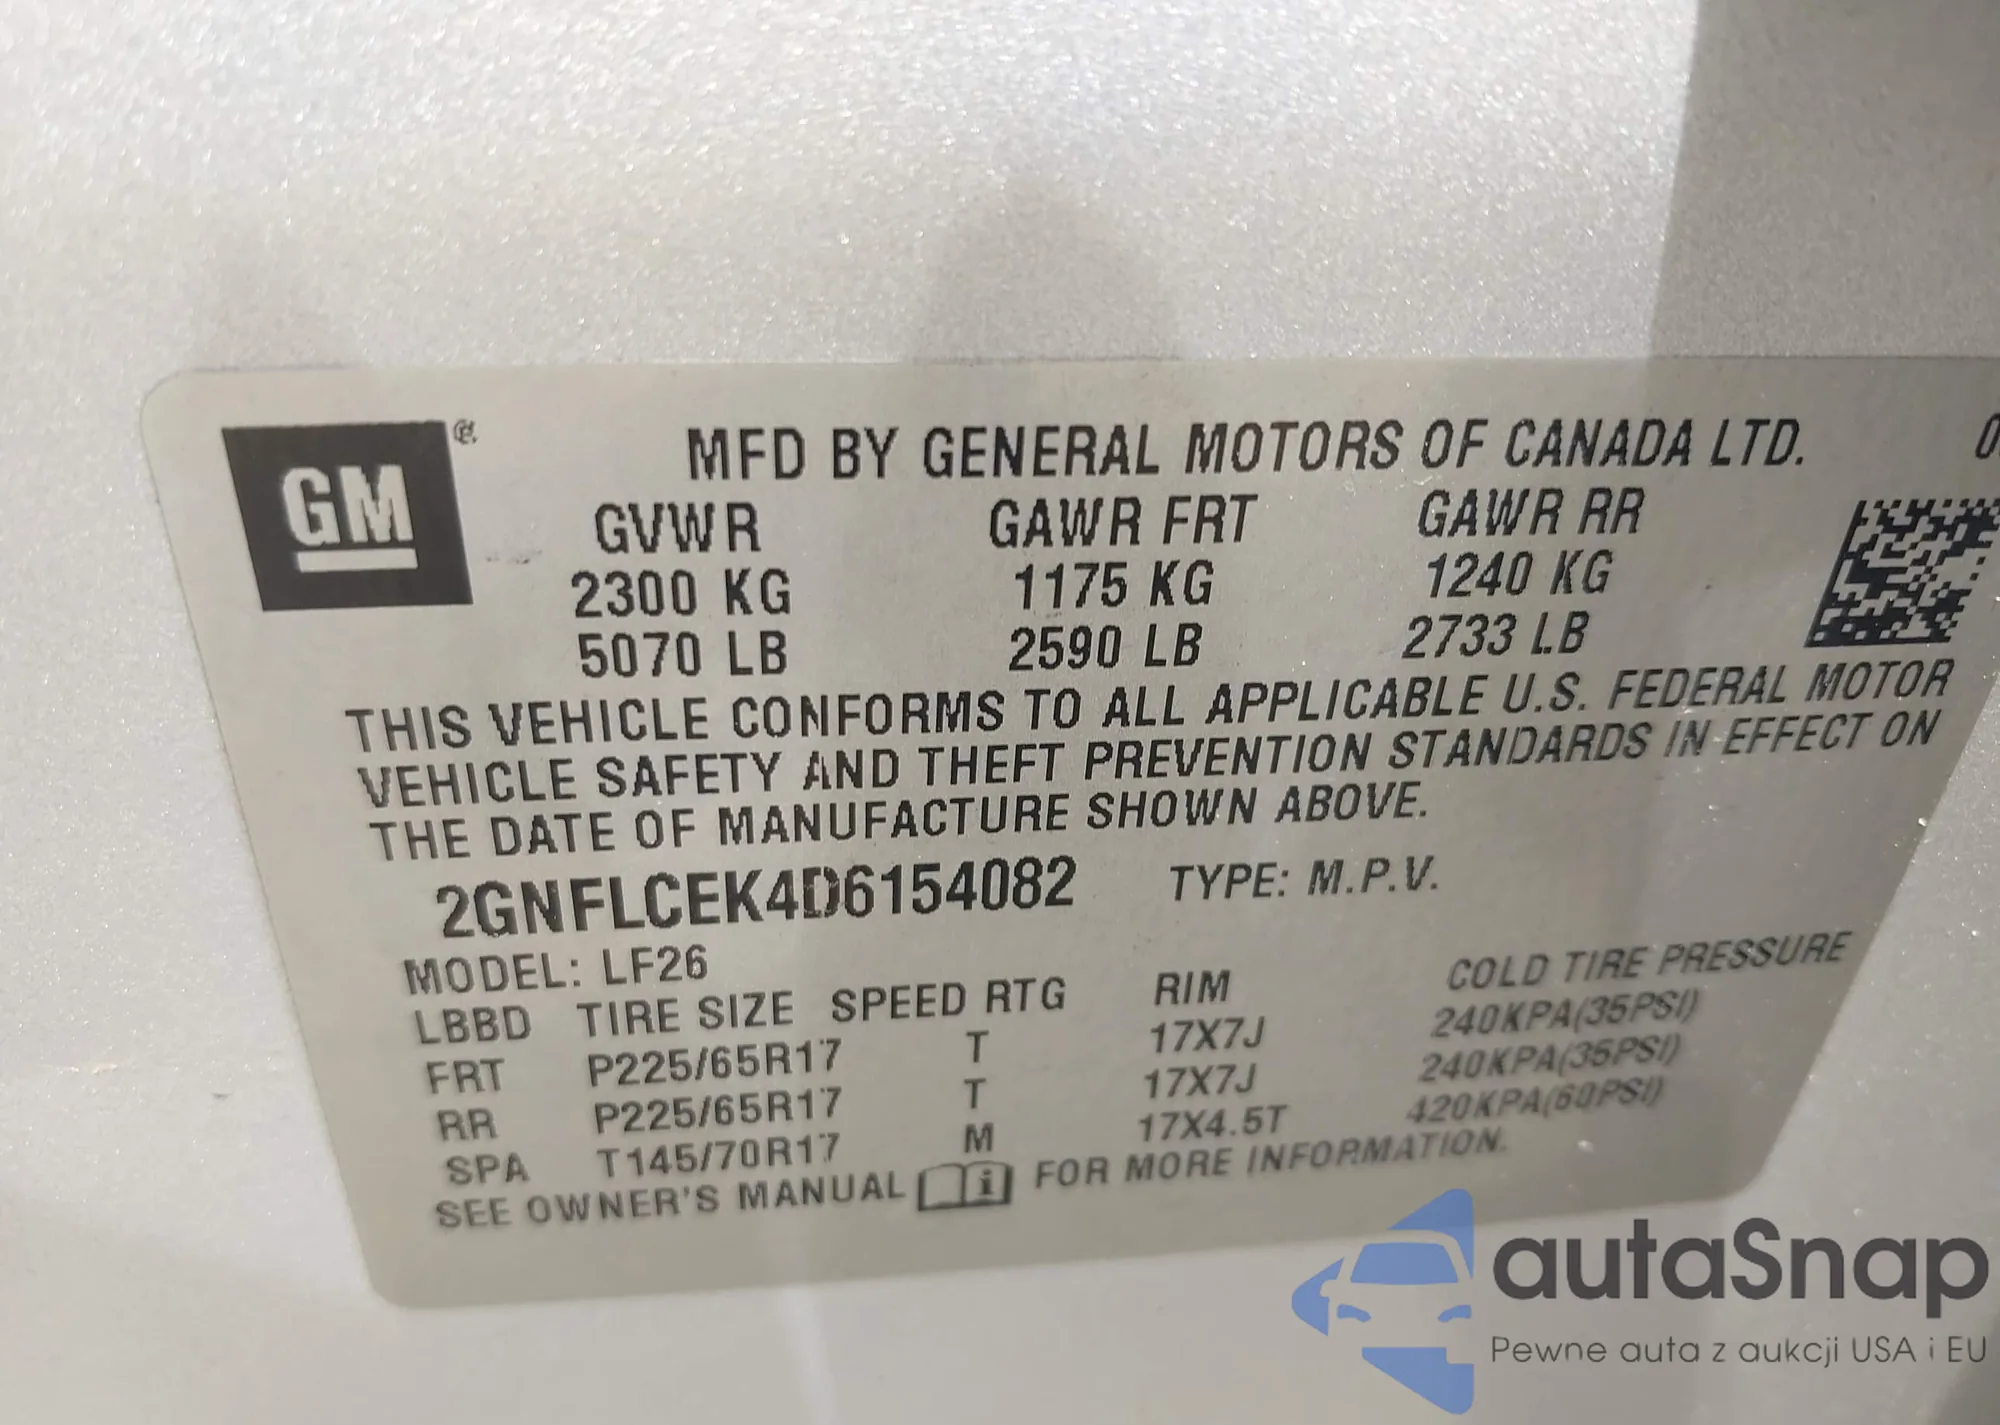 GM
MFD BY GENERAL MOTORS OF CANADA LTD.
GVWR GAWR FRT GAWR RR
2300 KG 1175 KG 1240 KG
5070 LB 2590 LB 2733 LB
THIS VEHICLE CONFORMS TO ALL APPLICABLE U.S. FEDERAL MOTOR
VEHICLE SAFETY AND THEFT PREVENTION STANDARDS IN EFFECT ON
THE DATE OF MANUFACTURE SHOWN ABOVE.
2GNFLCEK4D6154082 TYPE: M.P.V.
MODEL: LF26
LBBD TIRE SIZE SPEED RTG RIM COLD TIRE PRESSURE
FRT P225/65R17 T 17X7J 240KPA(35PSI)
RR P225/65R17 T 17X7J 240KPA(35PSI)
SPA T145/70R17 M 17X4.5T 420KPA(60PSI)
SEE OWNER'S MANUAL FOR MORE INFORMATION.
autaSnap
Pewne auta z aukcji USA i EU